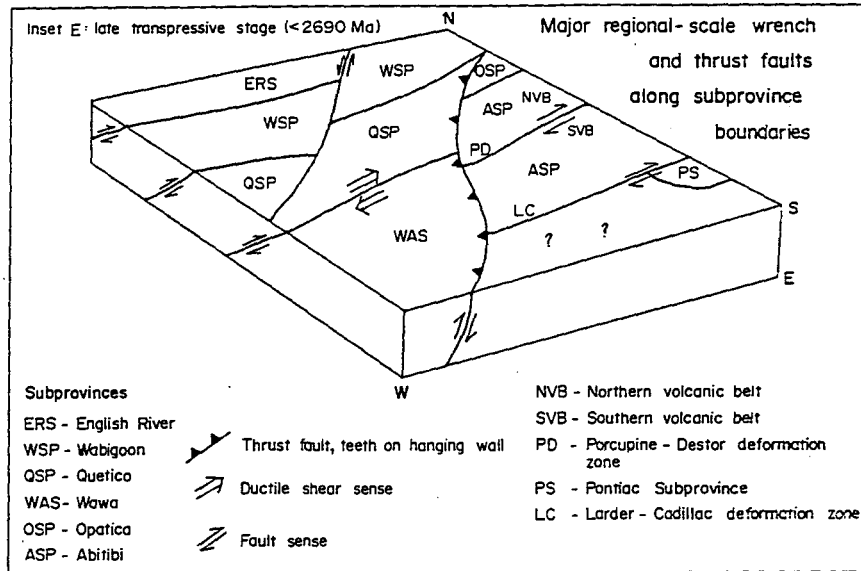 Inset E: late transpressive stage (<2690 Ma)
Major regional-scale wrench
and thrust faults
along subprovince
boundaries
N
ERS
WSP
OSP
WSP
QSP
ASP
NVB
SVB
PD
QSP
ASP
PS
WAS
LC
? ?
S
E
W
Subprovinces
ERS - English River
WSP - Wabigoon
QSP - Quetico
WAS - Wawa
OSP - Opatica
ASP - Abitibi
Thrust fault, teeth on hanging wall
Ductile shear sense
Fault sense
NVB - Northern volcanic belt
SVB - Southern volcanic belt
PD - Porcupine - Destor deformation
zone
PS - Pontiac Subprovince
LC - Larder - Cadillac deformation zone